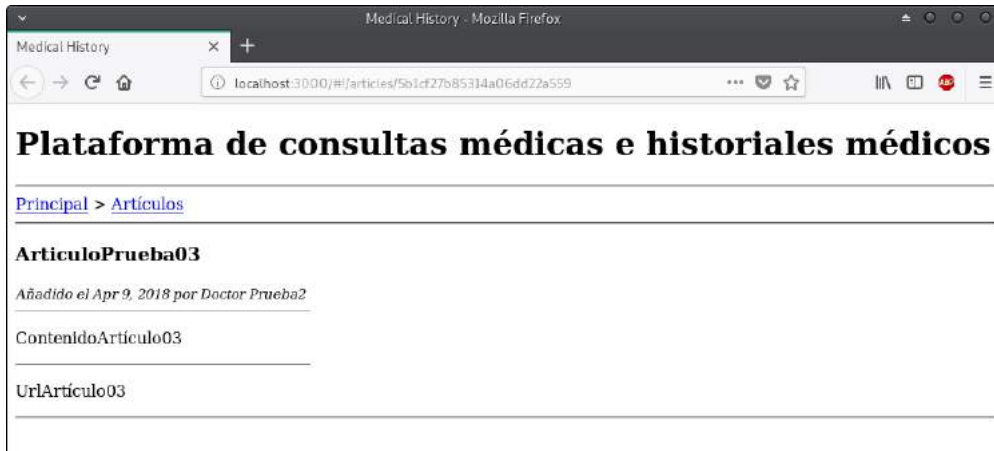 Medical History - Mozilla Firefox
Medical History
localhost:3000/#!/articles/5b1cf27b85314a06dd22a559
ABP
Plataforma de consultas médicas e historiales médicos
Principal > Artículos
ArticuloPrueba03
Añadido el Apr 9, 2018 por Doctor Prueba2
ContenidoArtículo03
UrlArtículo03